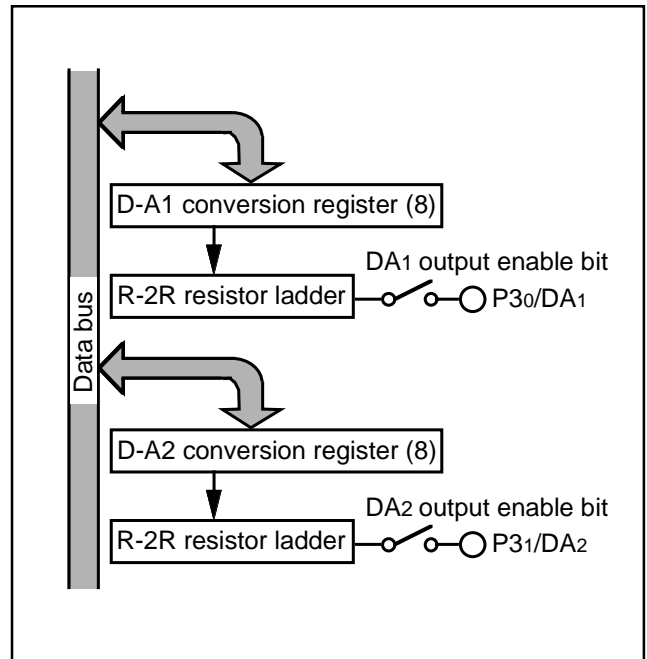 D-A1 conversion register (8)
DA1 output enable bit
R-2R resistor ladder
P30/DA1
Data bus
D-A2 conversion register (8)
DA2 output enable bit
R-2R resistor ladder
P31/DA2